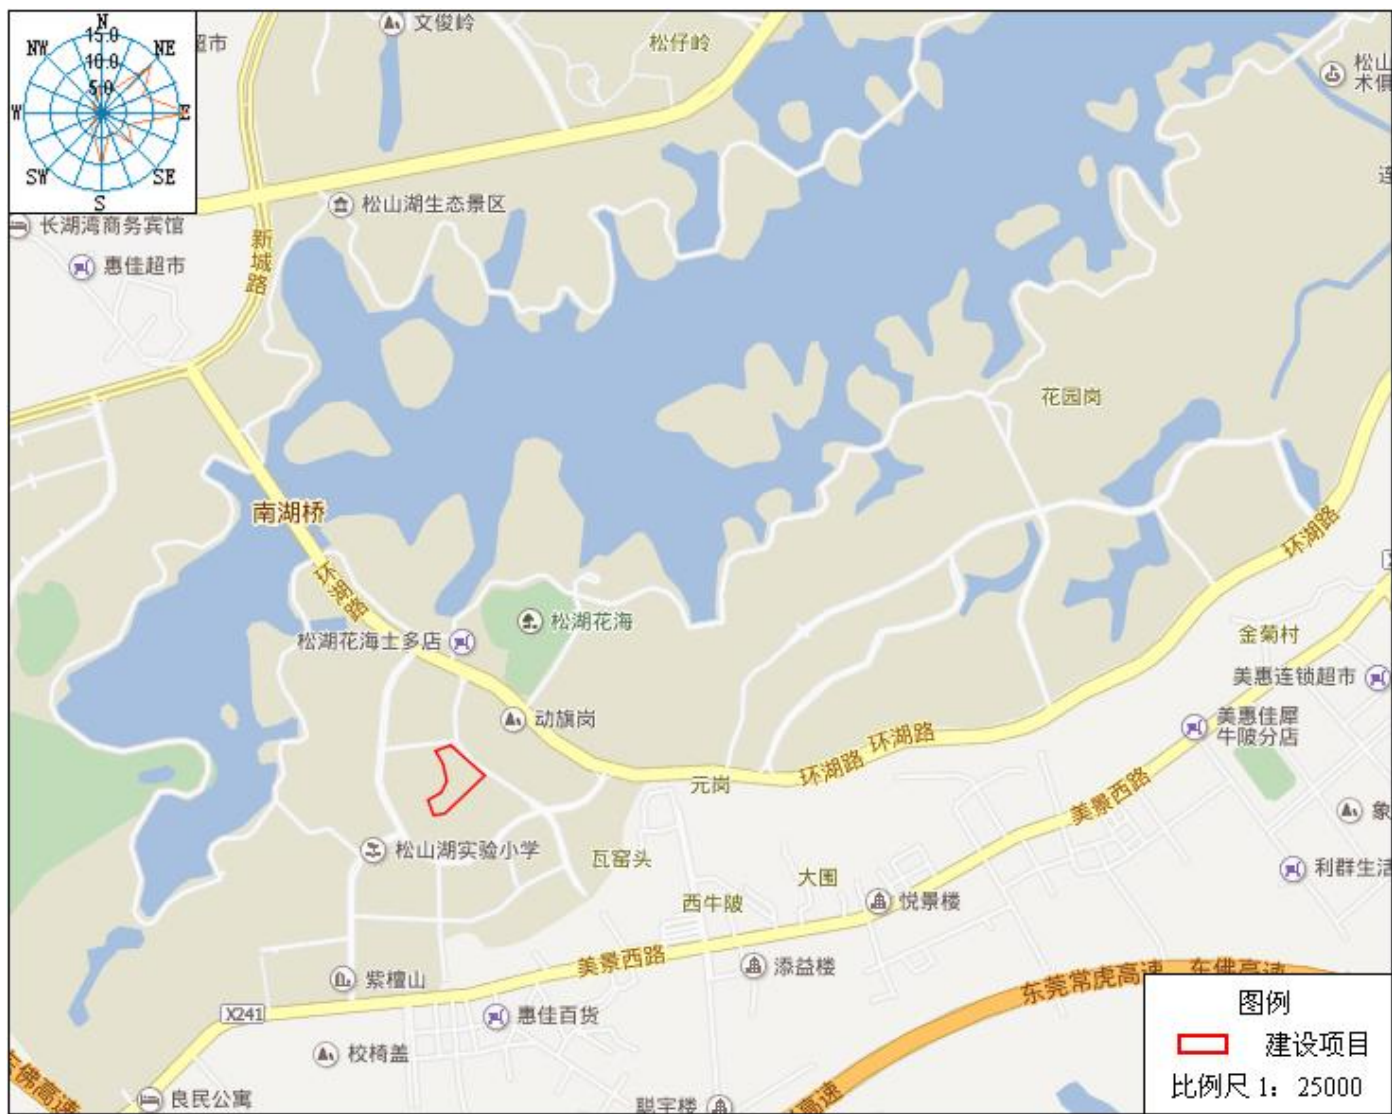 N
15.0
NW
NE
10.0
5.0
W
E
SW
SE
S
超市
文俊岭
松仔岭
松山
术俱
连
松山湖生态景区
长湖湾商务宾馆
惠佳超市
新城路
花园岗
南湖桥
环湖路
环湖路
松湖花海
松湖花海士多店
金菊村
美惠连锁超市
动旗岗
美惠佳犀
牛陂分店
环湖路
环湖路
元岗
美景西路
象
松山湖实验小学
瓦窑头
大围
利群生活
西牛陂
悦景楼
美景西路
添益楼
紫檀山
东莞常虎高速
东佛高速
X241
惠佳百货
校椅盖
东佛高速
良民公寓
聪宇楼
高速
图例
建设项目
比例尺 1：25000